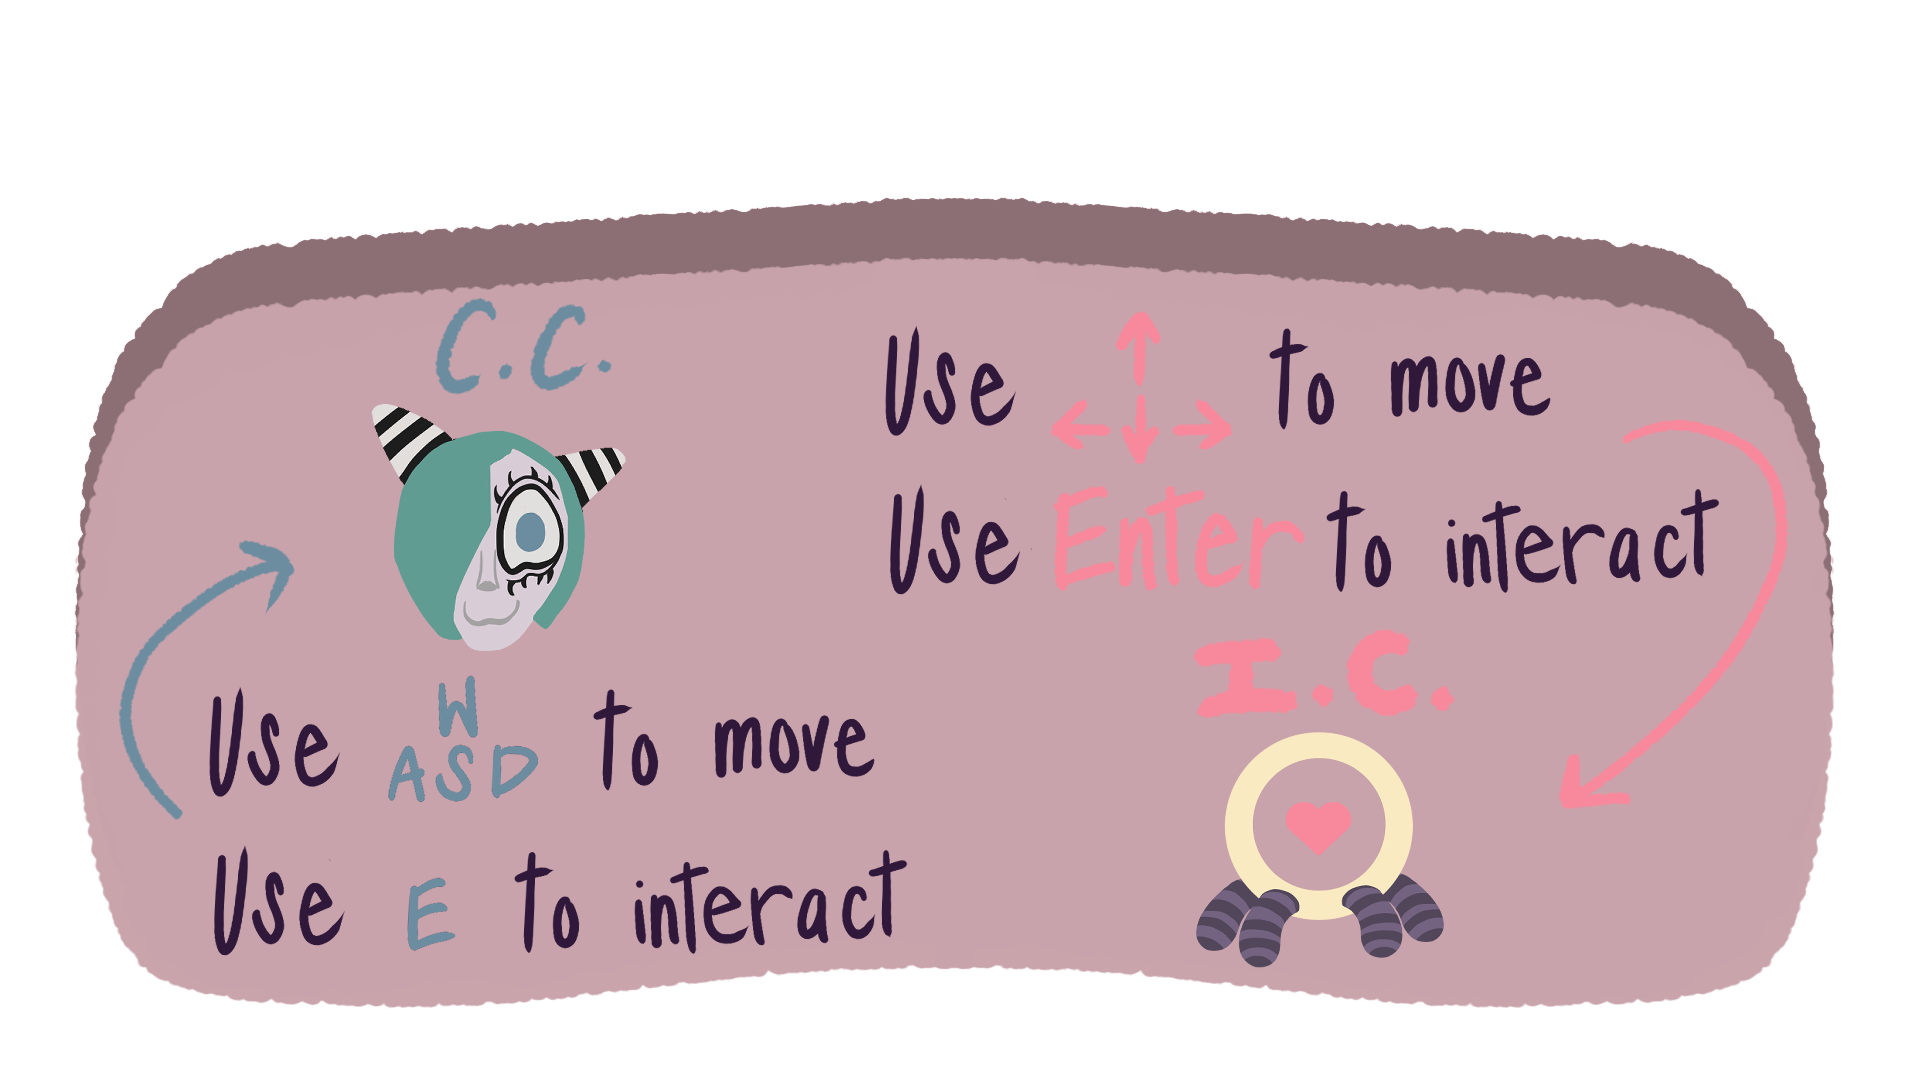 C.C.
Use W
ASD to move
Use E to interact
Use ↑
←↓→ to move
Use Enter to interact
I.C.